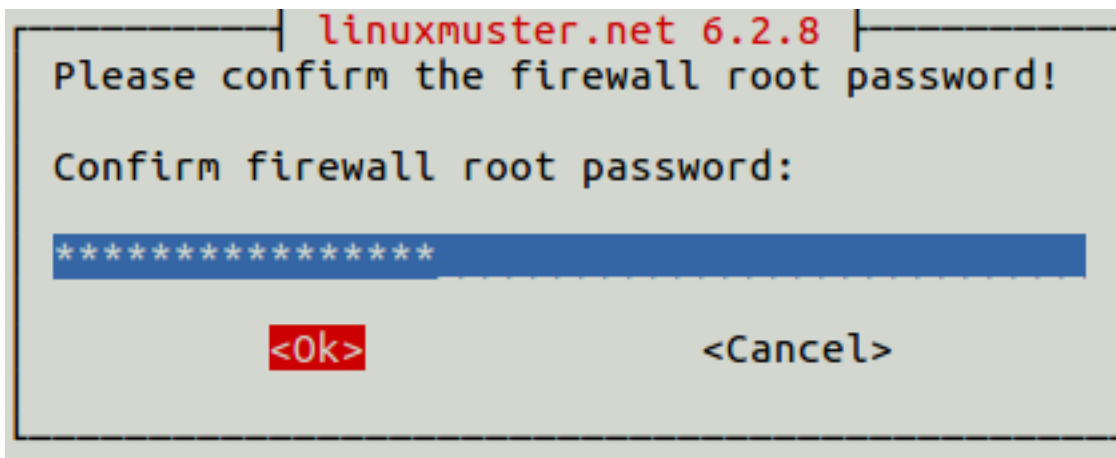 linuxmuster.net 6.2.8
Please confirm the firewall root password!
Confirm firewall root password:
****************
<Ok> <Cancel>